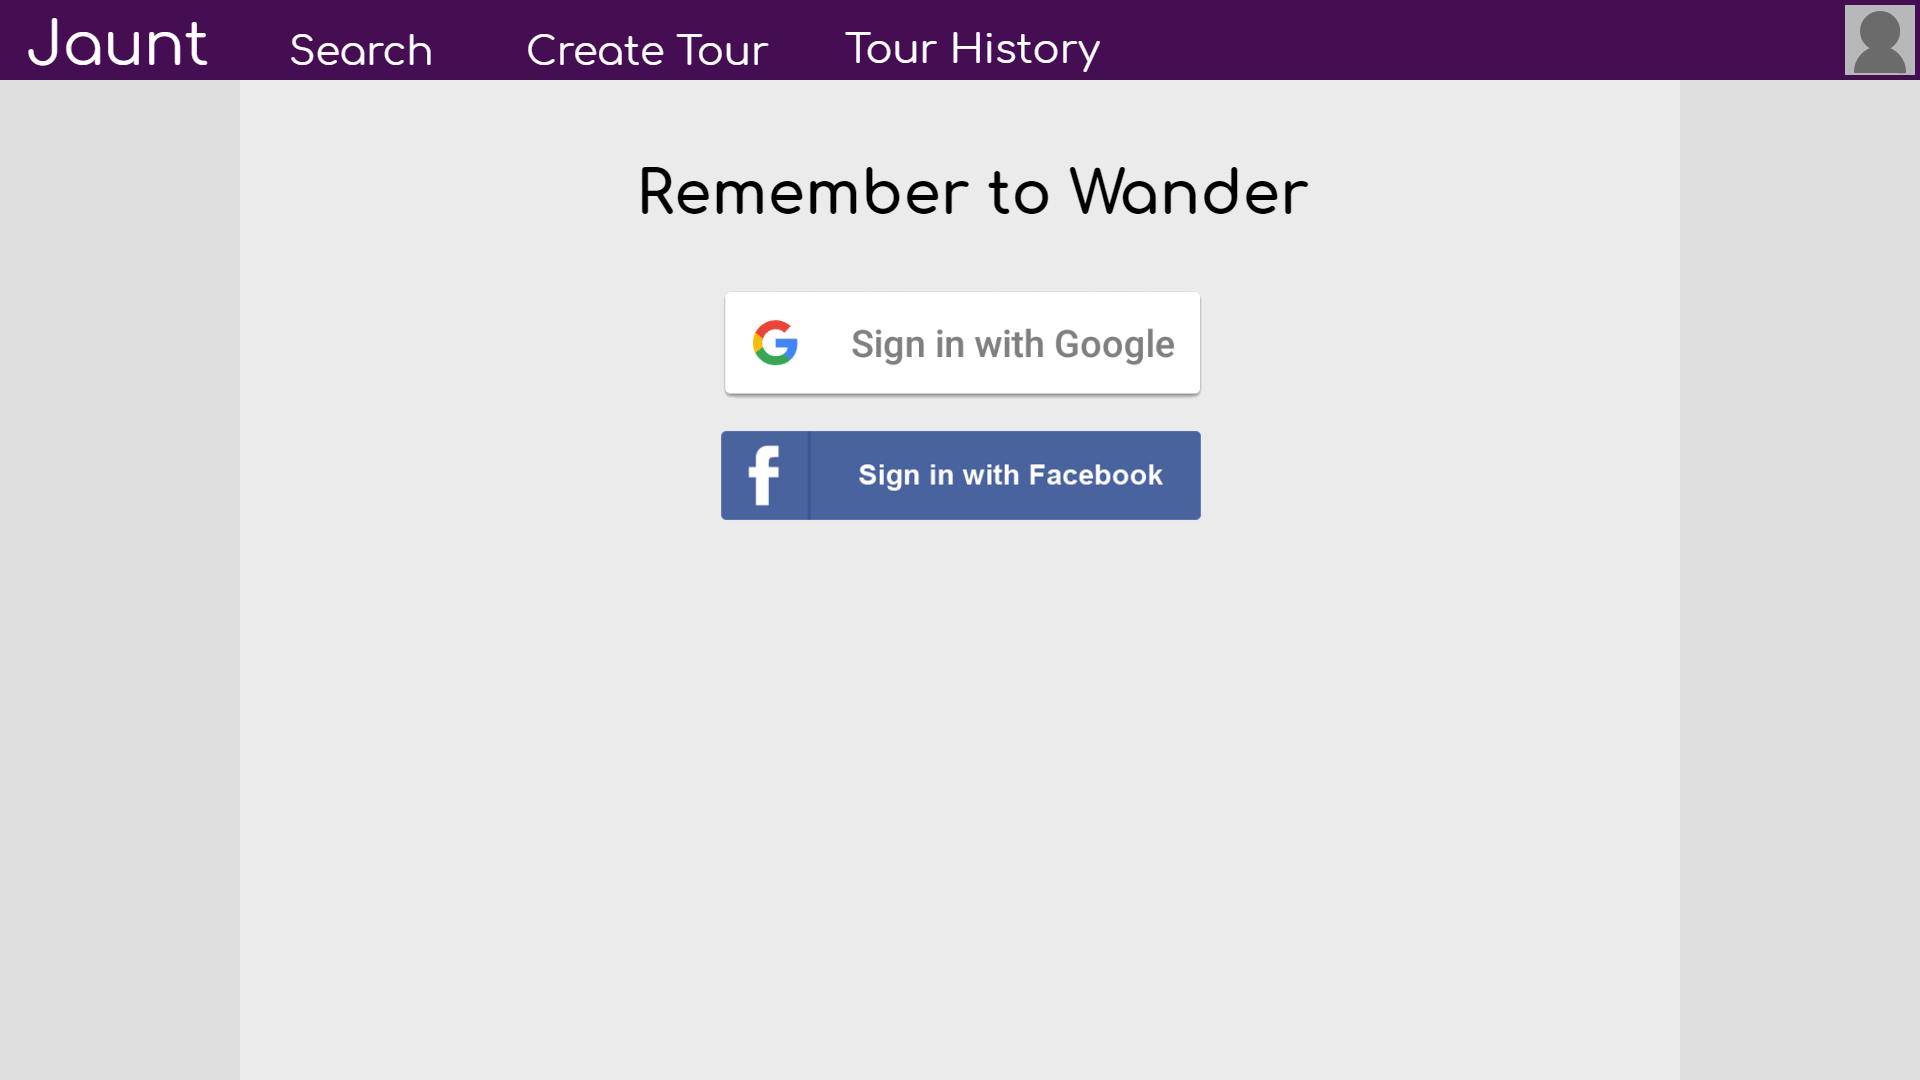 Jaunt Search Create Tour Tour History
Remember to Wander
Sign in with Google
f Sign in with Facebook